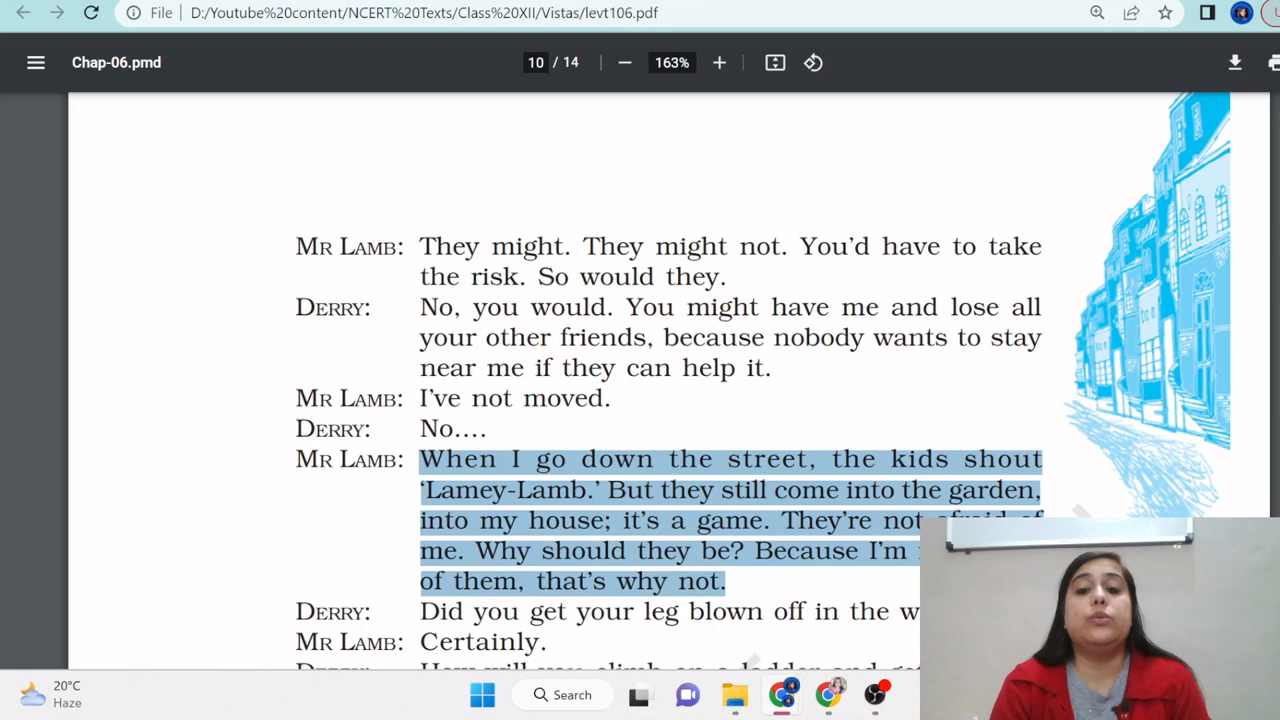 File D:/Youtube%20content/NCERT%20Texts/Class%20XII/Vistas/levt106.pdf
Chap-06.pmd 10 / 14 163%
MR LAMB: They might. They might not. You'd have to take
the risk. So would they.
DERRY: No, you would. You might have me and lose all
your other friends, because nobody wants to stay
near me if they can help it.
MR LAMB: I've not moved.
DERRY: No....
MR LAMB: When I go down the street, the kids shout
'Lamey-Lamb.' But they still come into the garden,
into my house; it's a game. They're not afraid of
me. Why should they be? Because I'm
of them, that's why not.
DERRY: Did you get your leg blown off in the
MR LAMB: Certainly.
20°C
Haze
Search